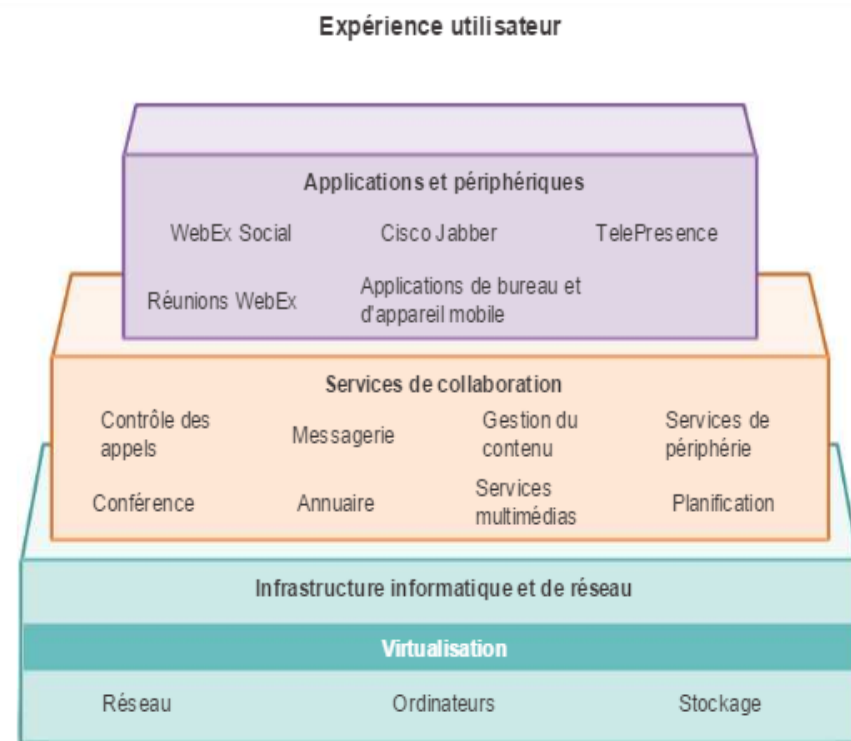 Expérience utilisateur
Applications et périphériques
WebEx Social
Cisco Jabber
TelePresence
Réunions WebEx
Applications de bureau et
d'appareil mobile
Services de collaboration
Contrôle des
appels
Messagerie
Gestion du
contenu
Services de
périphérie
Conférence
Annuaire
Services
multimédias
Planification
Infrastructure informatique et de réseau
Virtualisation
Réseau
Ordinateurs
Stockage